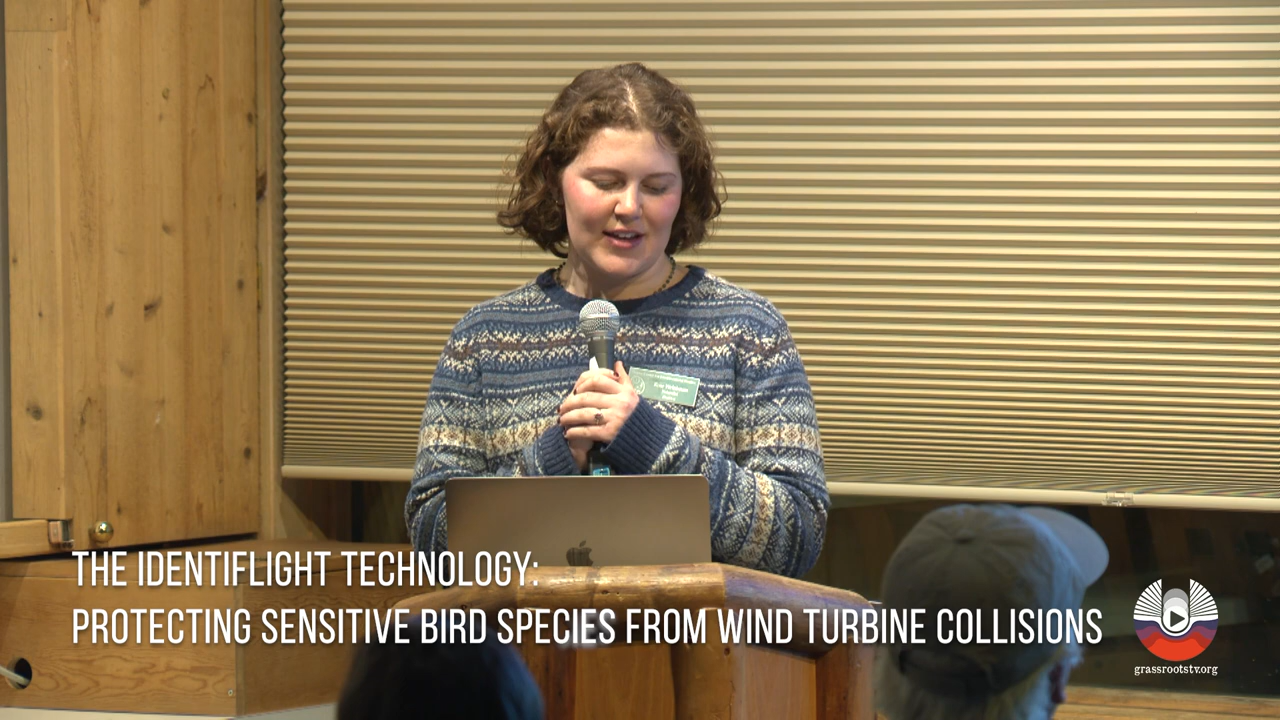 THE IDENTIFLIGHT TECHNOLOGY:
PROTECTING SENSITIVE BIRD SPECIES FROM WIND TURBINE COLLISIONS
grassrootstv.org